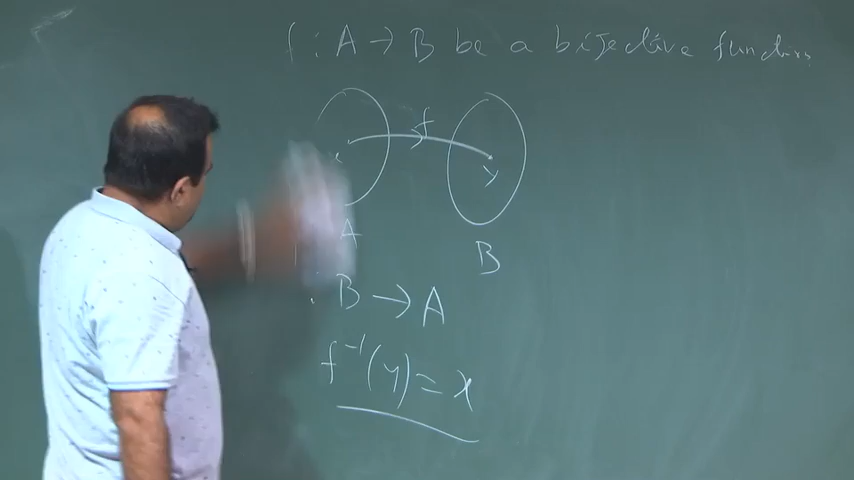 f : A → B be a bijective function
f
y
A
B
: B → A
f⁻¹(y) = x